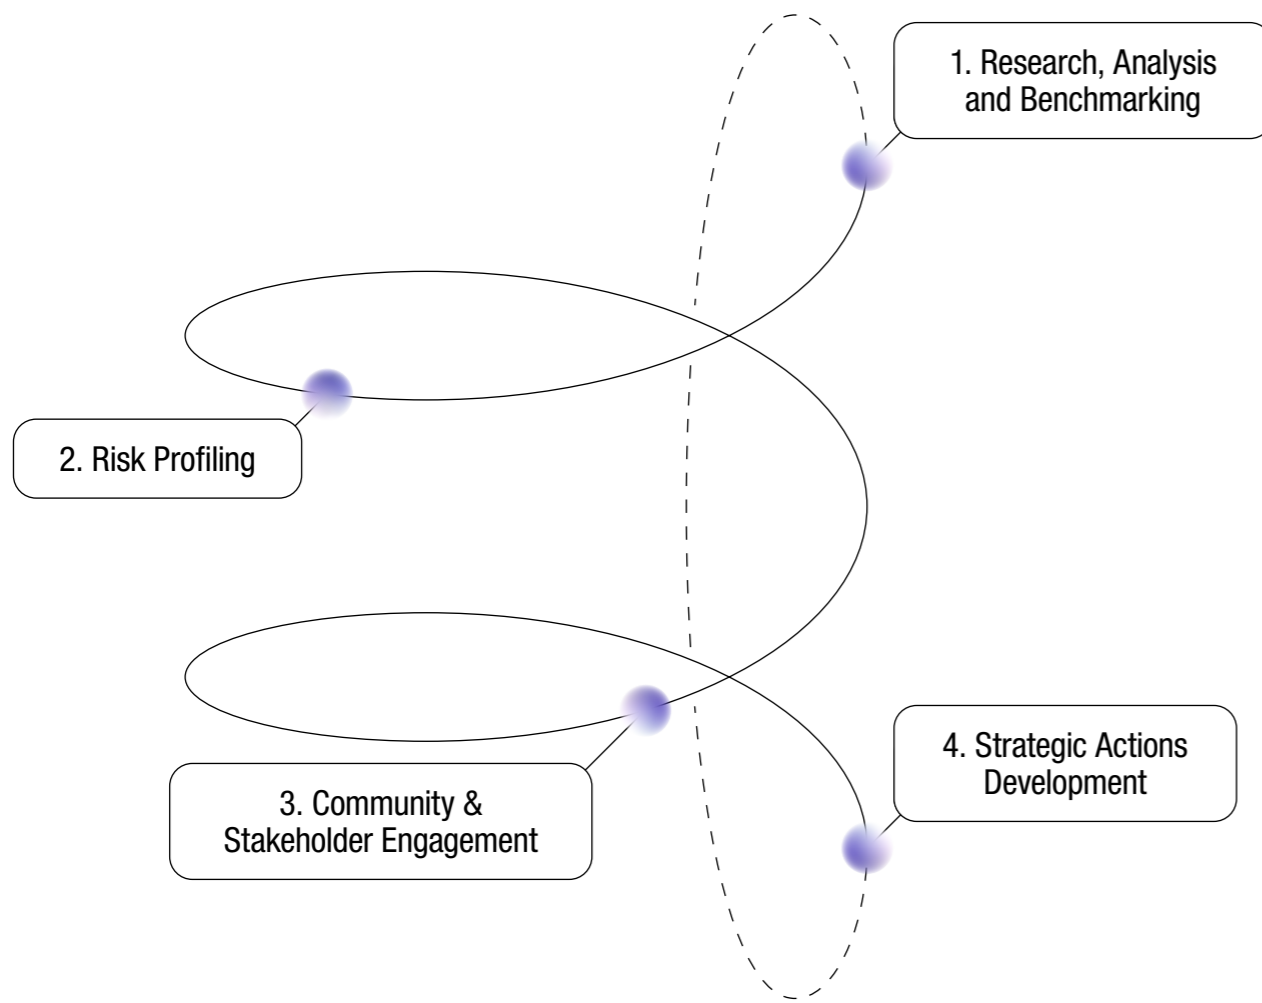 1. Research, Analysis
and Benchmarking
2. Risk Profiling
3. Community &
Stakeholder Engagement
4. Strategic Actions
Development